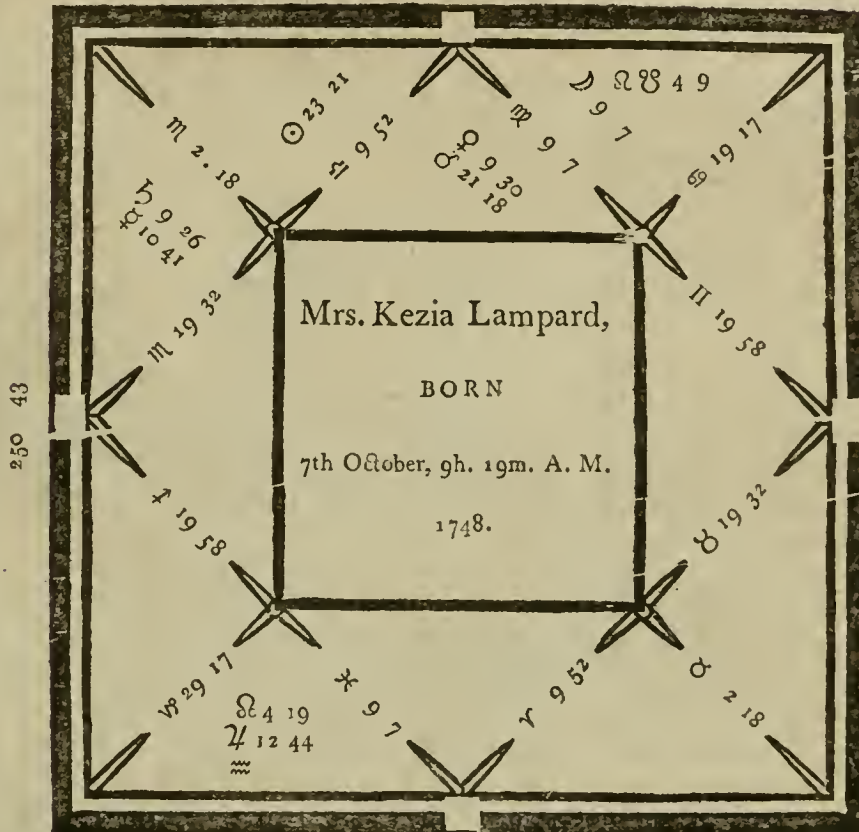 ☽ ♌ ☋ 4 9
9 7
☉ 23 21
♏ 2.18
♎ 9 52
♀ 9 30
♂ 21 18
♍ 9 7
♋ 19 17
♄ 9 26
☿ 10 41
♏ 19 32
♊ 19 58
Mrs. Kezia Lampard,
BORN
7th October, 9h. 19m. A. M.
1748.
250 43
♐ 19 58
♉ 19 32
♑ 29 17
☊ 4 19
♃ 12 44
♒
♓ 9 7
♈ 9 52
♉ 2 18